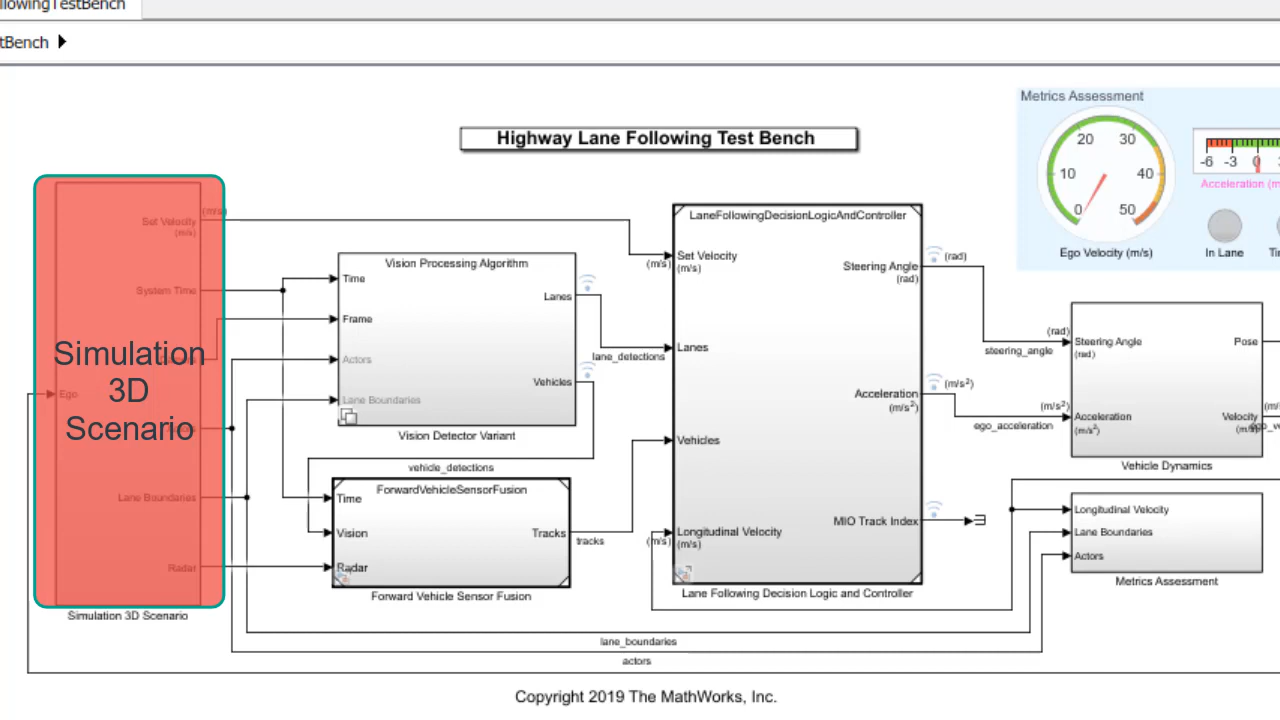 llowingTestBench
tBench
Metrics Assessment
20 30
10 40
0 50
-6 -3 0
Acceleration (m
Ego Velocity (m/s)
In Lane
Highway Lane Following Test Bench
Simulation
3D
Scenario
Set Velocity
(m/s)
System Time
Ego
Lane Boundaries
Radar
Simulation 3D Scenario
Vision Processing Algorithm
Time
Frame
Actors
Lane Boundaries
Lanes
Vehicles
Vision Detector Variant
lane_detections
vehicle_detections
ForwardVehicleSensorFusion
Time
Vision
Radar
Tracks
tracks
Forward Vehicle Sensor Fusion
LaneFollowingDecisionLogicAndController
(m/s)
Set Velocity
(m/s)
Lanes
Vehicles
(m/s)
Longitudinal Velocity
(m/s)
Steering Angle
(rad)
Acceleration
(m/s²)
MIO Track Index
Lane Following Decision Logic and Controller
(rad)
steering_angle
(m/s²)
ego_acceleration
(rad)
Steering Angle
(rad)
(m/s²)
Acceleration
(m/s²)
Pose
Velocity
Vehicle Dynamics
Longitudinal Velocity
Lane Boundaries
Actors
Metrics Assessment
lane_boundaries
actors
Copyright 2019 The MathWorks, Inc.